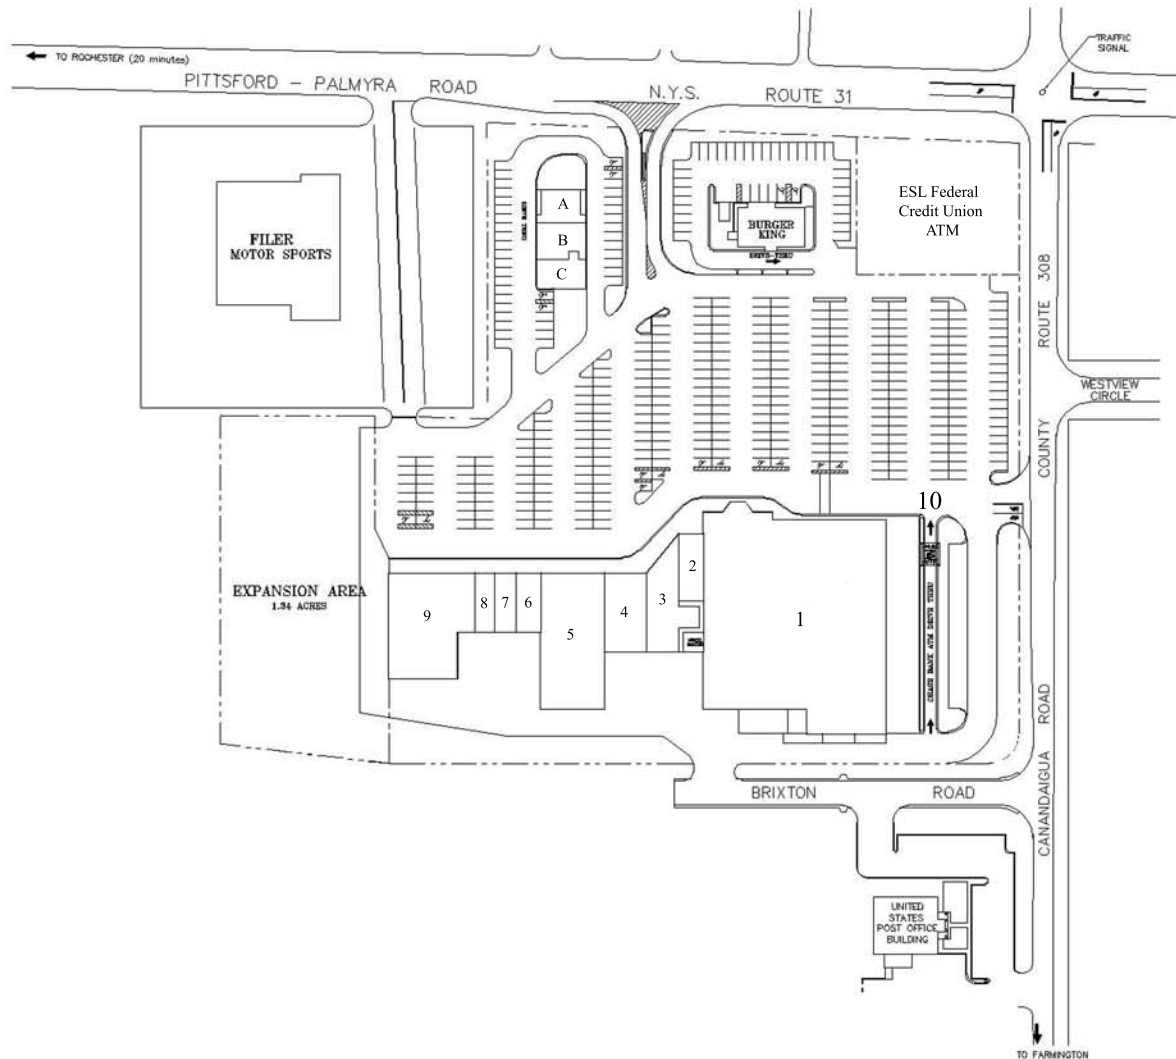 TRAFFIC
SIGNAL
TO ROCHESTER (20 minutes)
PITTSFORD - PALMYRA ROAD
N.Y.S. ROUTE 31
ESL Federal
Credit Union
ATM
FILER
MOTOR SPORTS
A
B
C
BURGER
KING
DRIVE-THRU
COUNTY ROUTE 308
WESTVIEW
CIRCLE
10
EXPANSION AREA
1.34 ACRES
9
8
7
6
5
4
3
2
1
CHASE BANK ATM DRIVE THRU
BRIXTON ROAD
CANANDAIGUA ROAD
UNITED
STATES
POST OFFICE
BUILDING
TO FARMINGTON